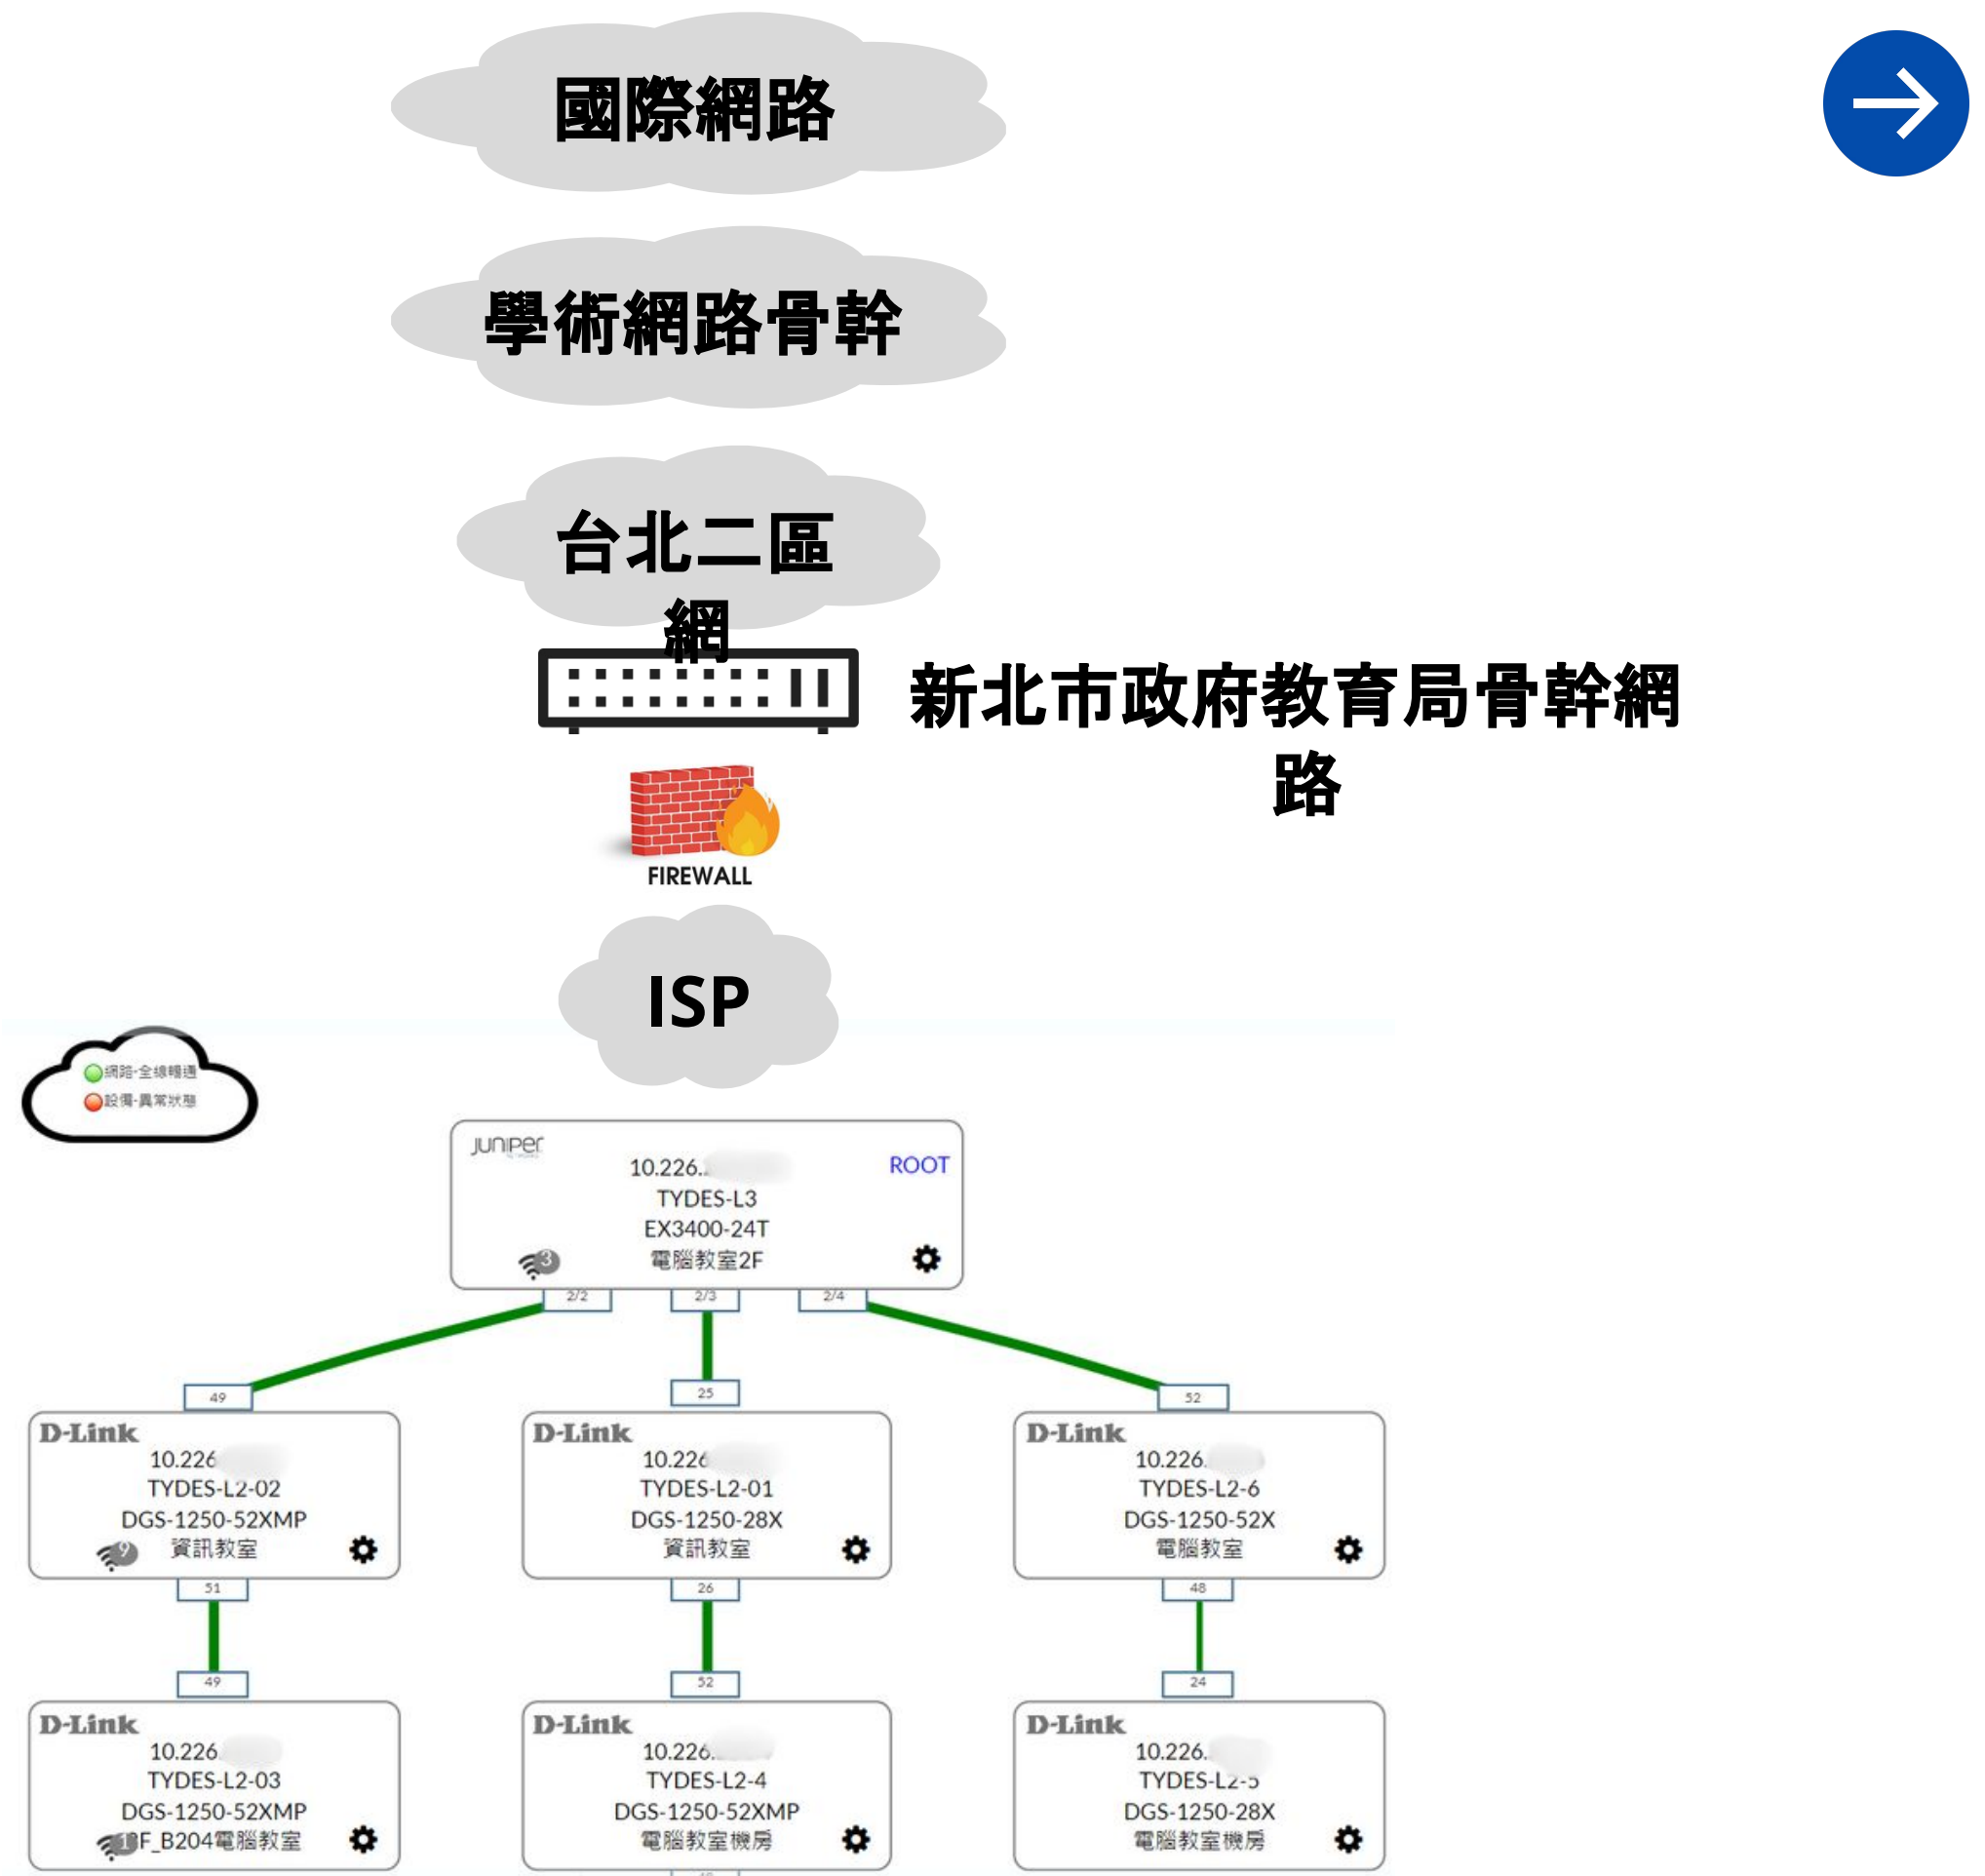 國際網路
學術網路骨幹
台北二區
網
新北市政府教育局骨幹網
路
FIREWALL
ISP
網路-全線暢通
設備-異常狀態
Juniper
10.226.
ROOT
TYDES-L3
EX3400-24T
3
電腦教室2F
2/2
2/3
2/4
49
25
52
D-Link
10.226
TYDES-L2-02
DGS-1250-52XMP
9
資訊教室
D-Link
10.226
TYDES-L2-01
DGS-1250-28X
資訊教室
D-Link
10.226.
TYDES-L2-6
DGS-1250-52X
電腦教室
51
26
48
49
52
24
D-Link
10.226.
TYDES-L2-03
DGS-1250-52XMP
1
F_B204電腦教室
D-Link
10.226.
TYDES-L2-4
DGS-1250-52XMP
電腦教室機房
D-Link
10.226.
TYDES-L2-5
DGS-1250-28X
電腦教室機房